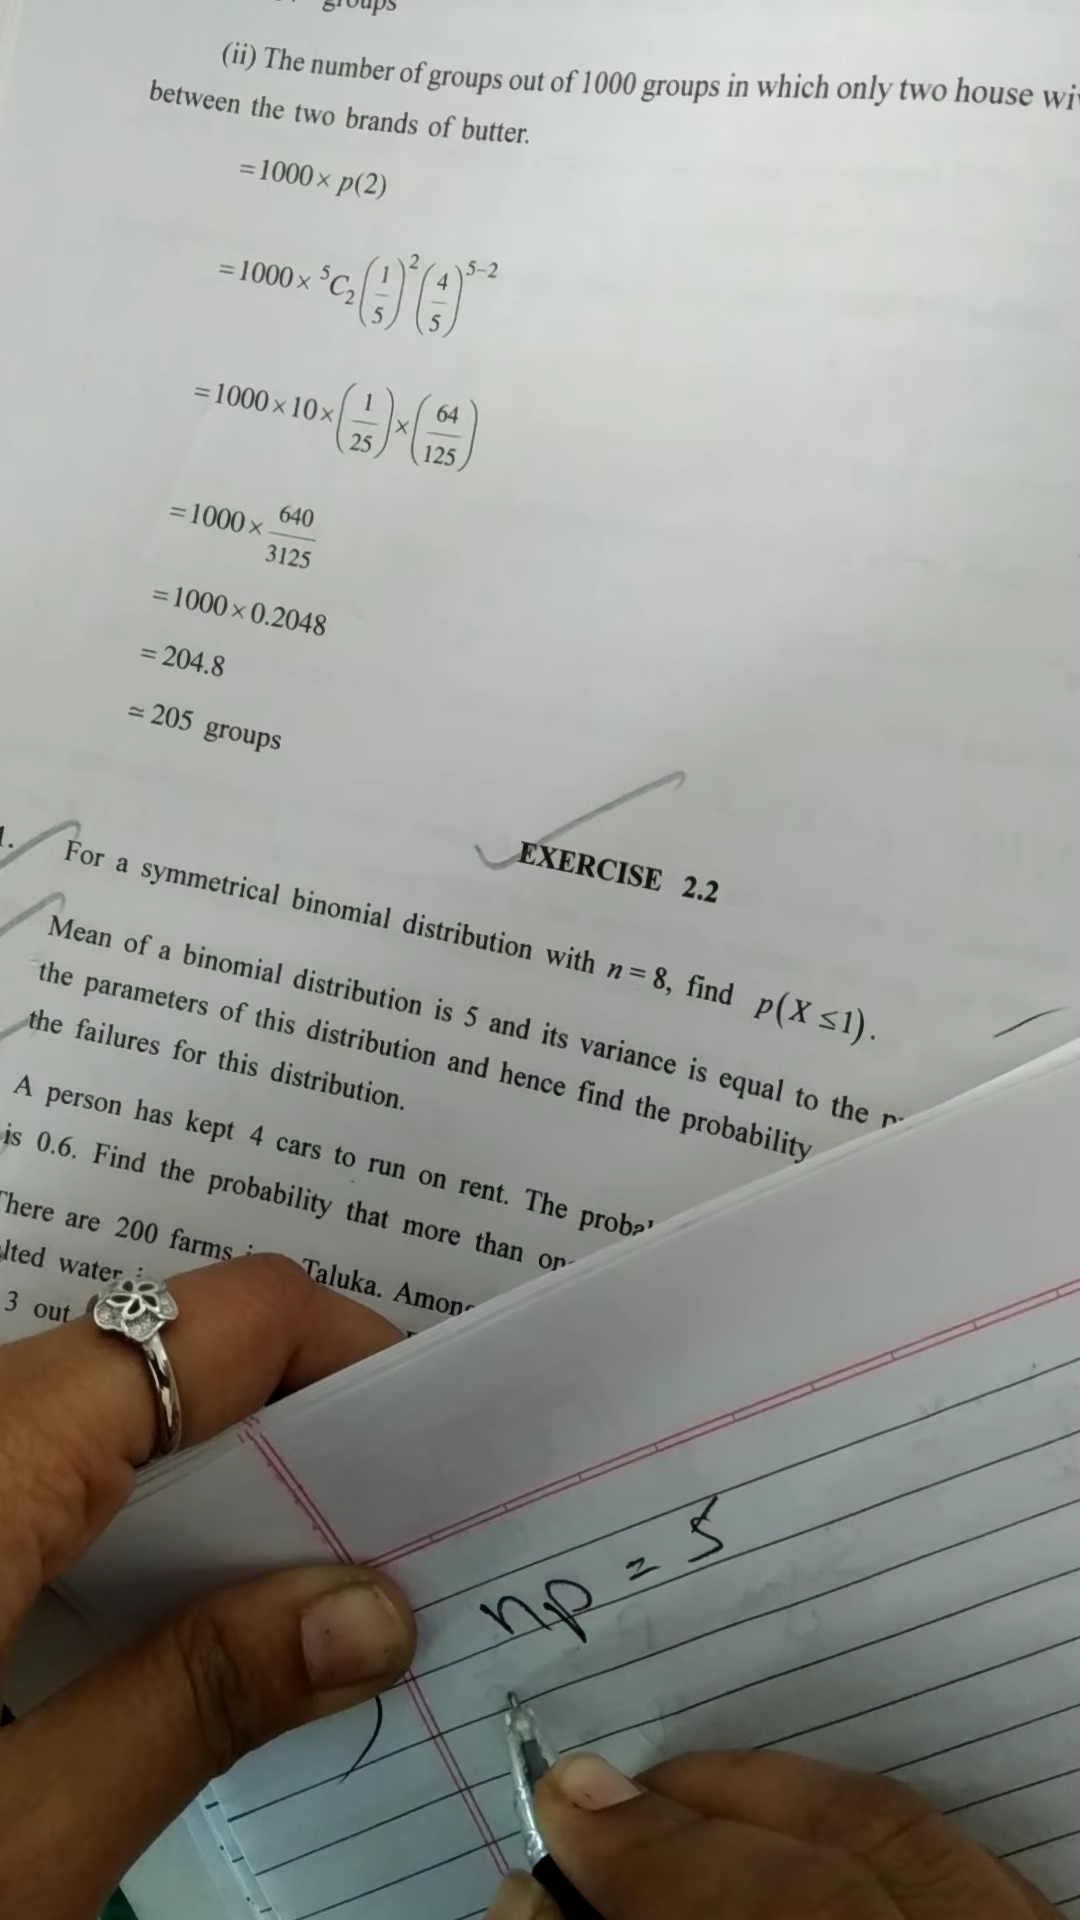 groups
(ii) The number of groups out of 1000 groups in which only two house
between the two brands of butter.
= 1000 × p(2)
= 1000 × ⁵C₂ (1/5)² (4/5)⁵⁻²
= 1000 × 10 × (1/25) × (64/125)
= 1000 × 640/3125
= 1000 × 0.2048
= 204.8
≃ 205 groups
EXERCISE 2.2
1. For a symmetrical binomial distribution with n = 8, find p(X ≤ 1).
Mean of a binomial distribution is 5 and its variance is equal to the
the parameters of this distribution and hence find the probability
the failures for this distribution.
A person has kept 4 cars to run on rent. The
is 0.6. Find the probability that more than
There are 200 farms Taluka.
water
3 out
np = 5